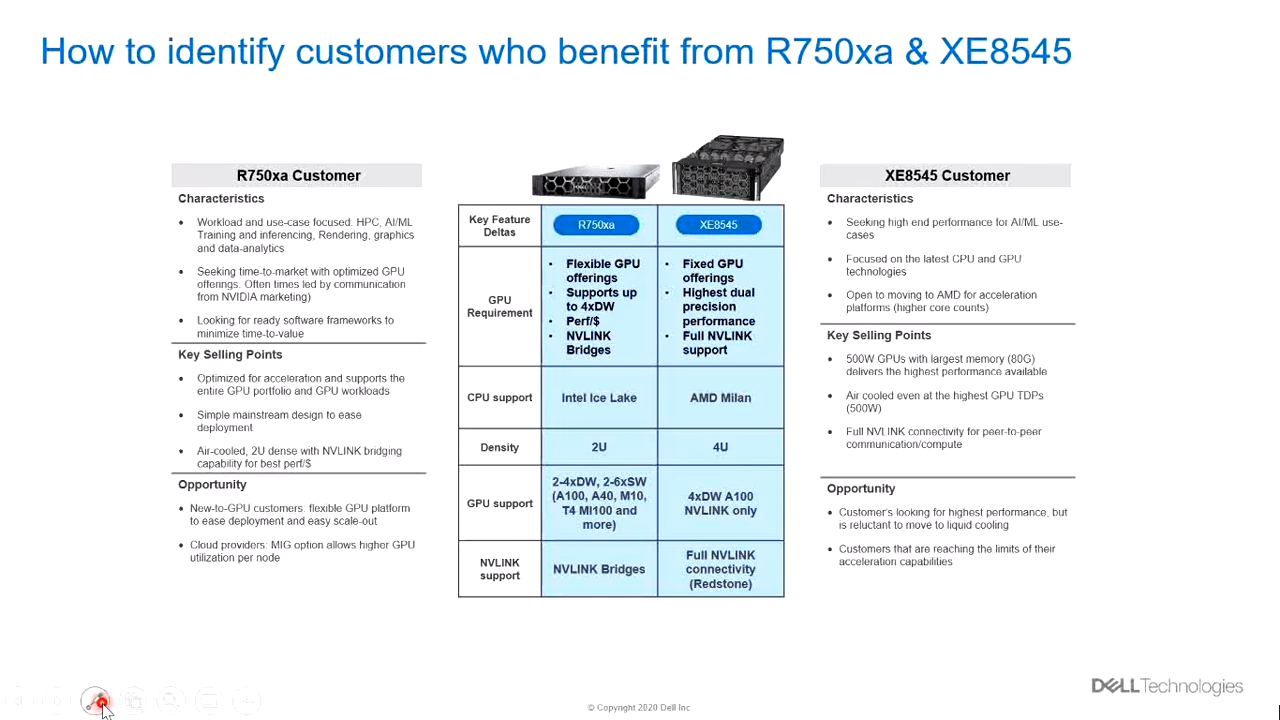 How to identify customers who benefit from R750xa & XE8545
R750xa Customer
Characteristics
• Workload and use-case focused. HPC, AI/ML
Training and inferencing, Rendering, graphics
and data-analytics
• Seeking time-to-market with optimized GPU
offerings. Often times led by communication
from NVIDIA marketing)
• Looking for ready software frameworks to
minimize time-to-value
Key Selling Points
• Optimized for acceleration and supports the
entire GPU portfolio and GPU workloads
• Simple mainstream design to ease
deployment
• Air-cooled, 2U dense with NVLINK bridging
capability for best perf/$
Opportunity
• New-to-GPU customers: flexible GPU platform
to ease deployment and easy scale-out
• Cloud providers: MIG option allows higher GPU
utilization per node
Key Feature
Deltas
R750xa
XE8545
GPU
Requirement
• Flexible GPU
offerings
• Supports up
to 4xDW
• Perf/$
• NVLINK
Bridges
• Fixed GPU
offerings
• Highest dual
precision
performance
• Full NVLINK
support
CPU support
Intel Ice Lake
AMD Milan
Density
2U
4U
GPU support
2-4xDW, 2-6xSW
(A100, A40, M10,
T4 MI100 and
more)
4xDW A100
NVLINK only
NVLINK
support
NVLINK Bridges
Full NVLINK
connectivity
(Redstone)
XE8545 Customer
Characteristics
• Seeking high end performance for AI/ML use-
cases
• Focused on the latest CPU and GPU
technologies
• Open to moving to AMD for acceleration
platforms (higher core counts)
Key Selling Points
• 500W GPUs with largest memory (80G)
delivers the highest performance available
• Air cooled even at the highest GPU TDPs
(500W)
• Full NVLINK connectivity for peer-to-peer
communication/compute
Opportunity
• Customer's looking for highest performance, but
is reluctant to move to liquid cooling
• Customers that are reaching the limits of their
acceleration capabilities
© Copyright 2020 Dell Inc
DELLTechnologies